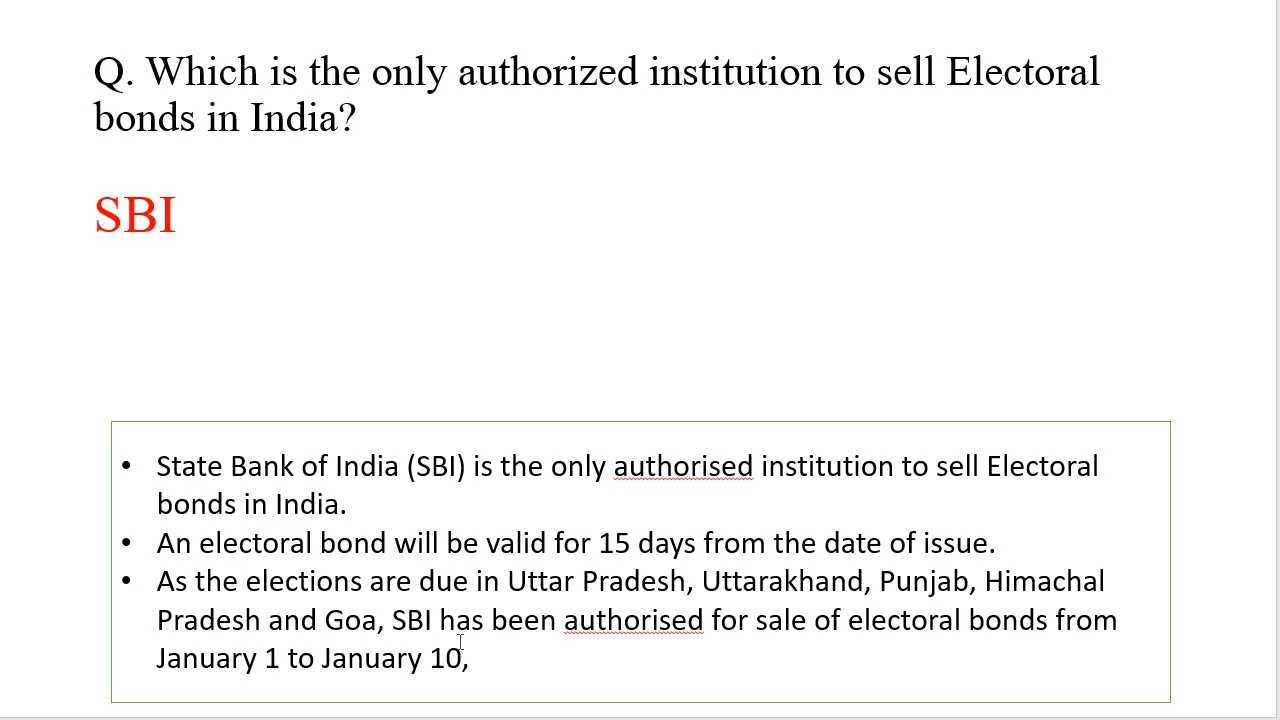 Q. Which is the only authorized institution to sell Electoral
bonds in India?
SBI
• State Bank of India (SBI) is the only authorised institution to sell Electoral
bonds in India.
• An electoral bond will be valid for 15 days from the date of issue.
• As the elections are due in Uttar Pradesh, Uttarakhand, Punjab, Himachal
Pradesh and Goa, SBI has been authorised for sale of electoral bonds from
January 1 to January 10,